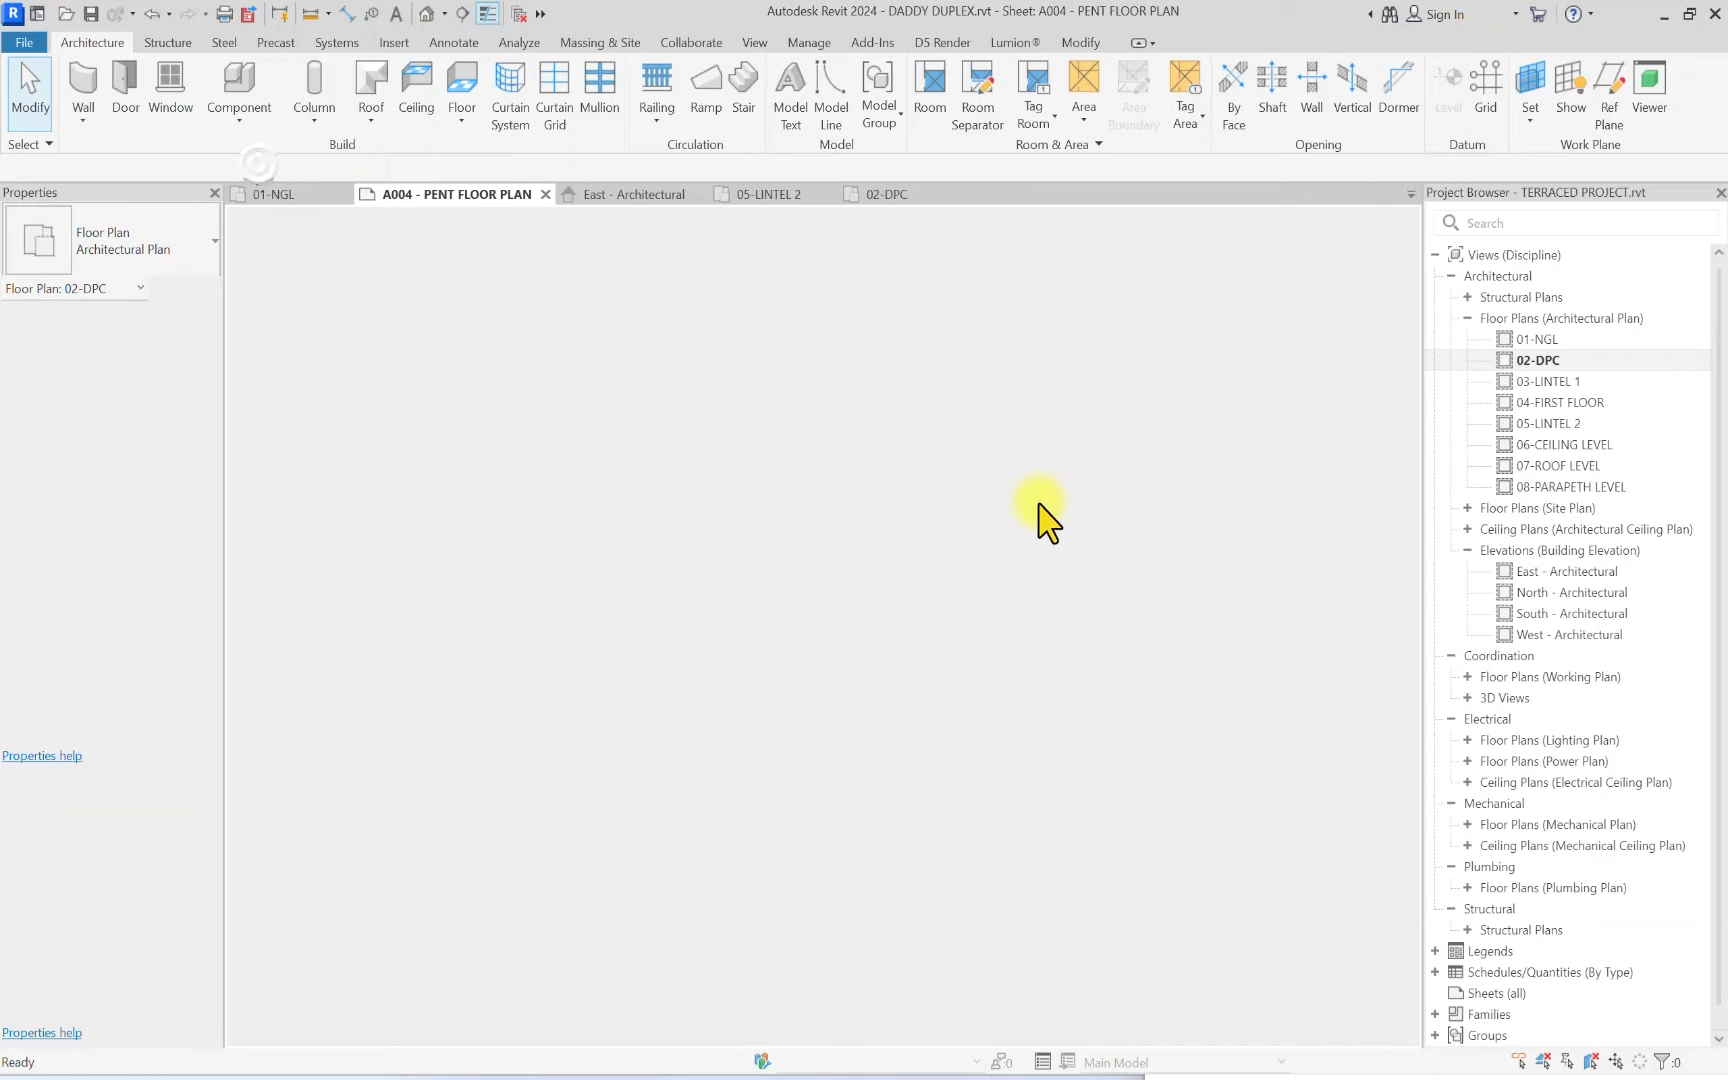 Autodesk Revit 2024 - DADDY DUPLEX.rvt - Sheet: A004 - PENT FLOOR PLAN
Sign In
File Architecture Structure Steel Precast Systems Insert Annotate Analyze Massing & Site Collaborate View Manage Add-Ins D5 Render Lumion® Modify
Modify Wall Door Window Component Column Roof Ceiling Floor Curtain System Curtain Grid Mullion Railing Ramp Stair Model Text Model Line Model Group Room Room Separator Tag Room Area Area Boundary Tag Area By Face Shaft Wall Vertical Dormer Level Grid Set Show Ref Plane Viewer
Select Build Circulation Model Room & Area Opening Datum Work Plane
Properties
01-NGL A004 - PENT FLOOR PLAN East - Architectural 05-LINTEL 2 02-DPC
Floor Plan
Architectural Plan
Floor Plan: 02-DPC
Properties help
Properties help
Project Browser - TERRACED PROJECT.rvt
Search
Views (Discipline)
Architectural
Structural Plans
Floor Plans (Architectural Plan)
01-NGL
02-DPC
03-LINTEL 1
04-FIRST FLOOR
05-LINTEL 2
06-CEILING LEVEL
07-ROOF LEVEL
08-PARAPETH LEVEL
Floor Plans (Site Plan)
Ceiling Plans (Architectural Ceiling Plan)
Elevations (Building Elevation)
East - Architectural
North - Architectural
South - Architectural
West - Architectural
Coordination
Floor Plans (Working Plan)
3D Views
Electrical
Floor Plans (Lighting Plan)
Floor Plans (Power Plan)
Ceiling Plans (Electrical Ceiling Plan)
Mechanical
Floor Plans (Mechanical Plan)
Ceiling Plans (Mechanical Ceiling Plan)
Plumbing
Floor Plans (Plumbing Plan)
Structural
Structural Plans
Legends
Schedules/Quantities (By Type)
Sheets (all)
Families
Groups
Ready
:0
Main Model
:0